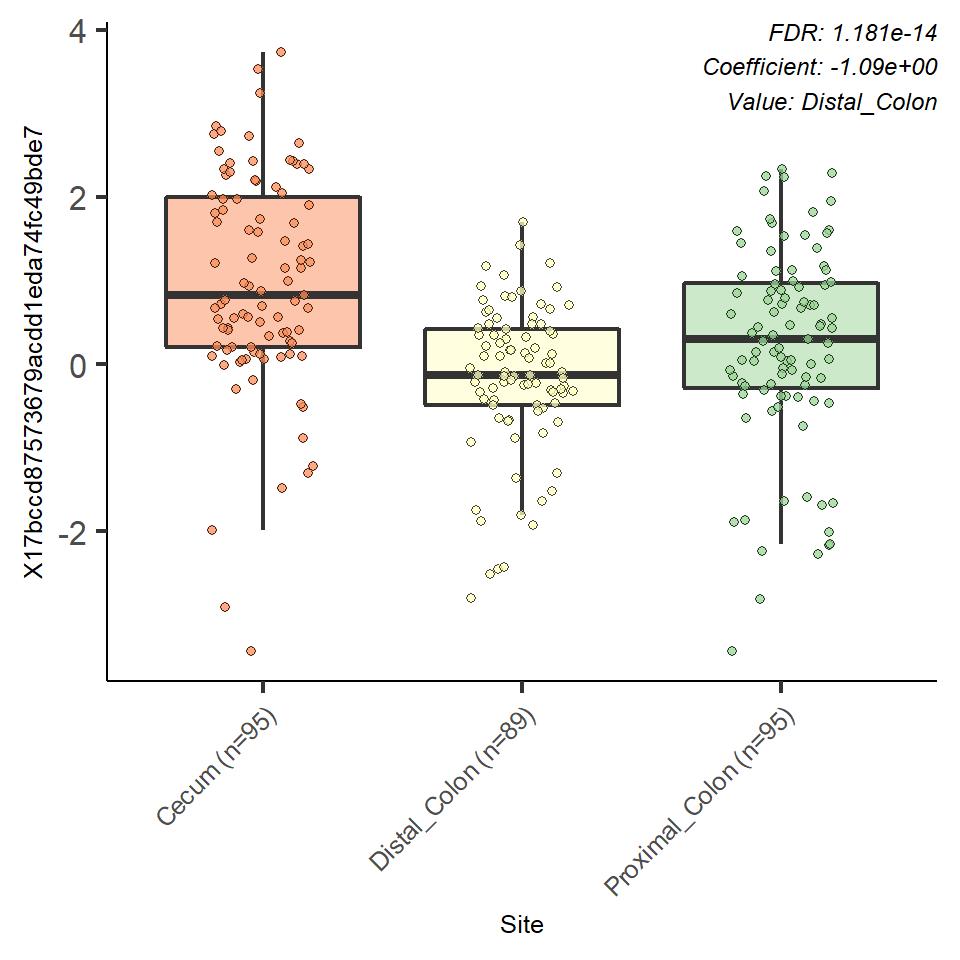 FDR: 1.181e-14
Coefficient: -1.09e+00
Value: Distal_Colon
4
2
0
-2
X17bccd87573679acdd1eda74fc49bde7
Cecum (n=95)
Distal_Colon (n=89)
Proximal_Colon (n=95)
Site